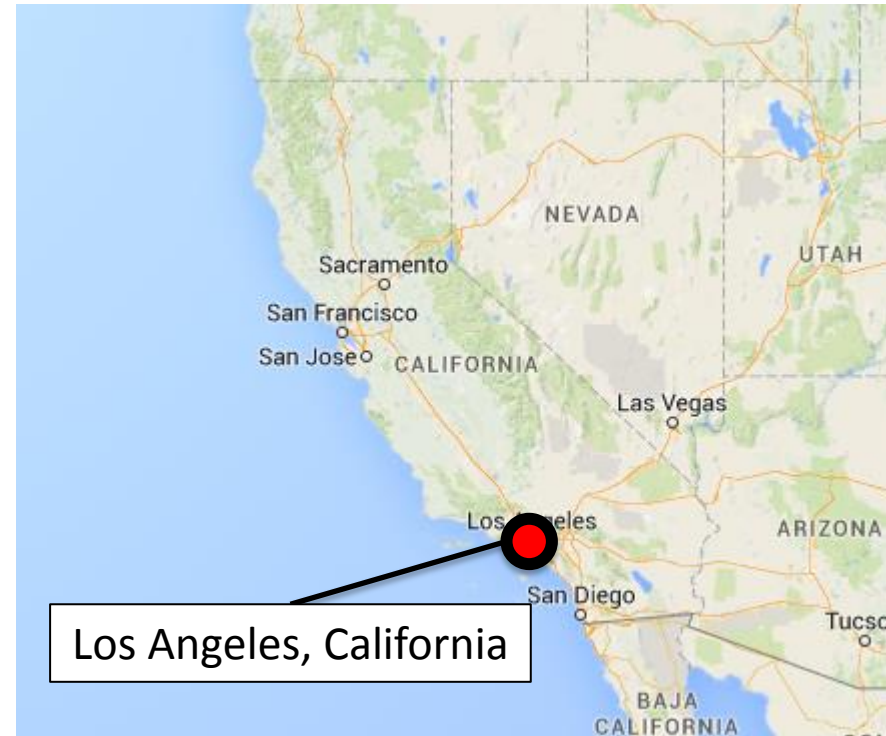 NEVADA
UTAH
Sacramento
San Francisco
San Jose
CALIFORNIA
Las Vegas
Los eles
ARIZONA
San Diego
Los Angeles, California
Tucso
BAJA
CALIFORNIA